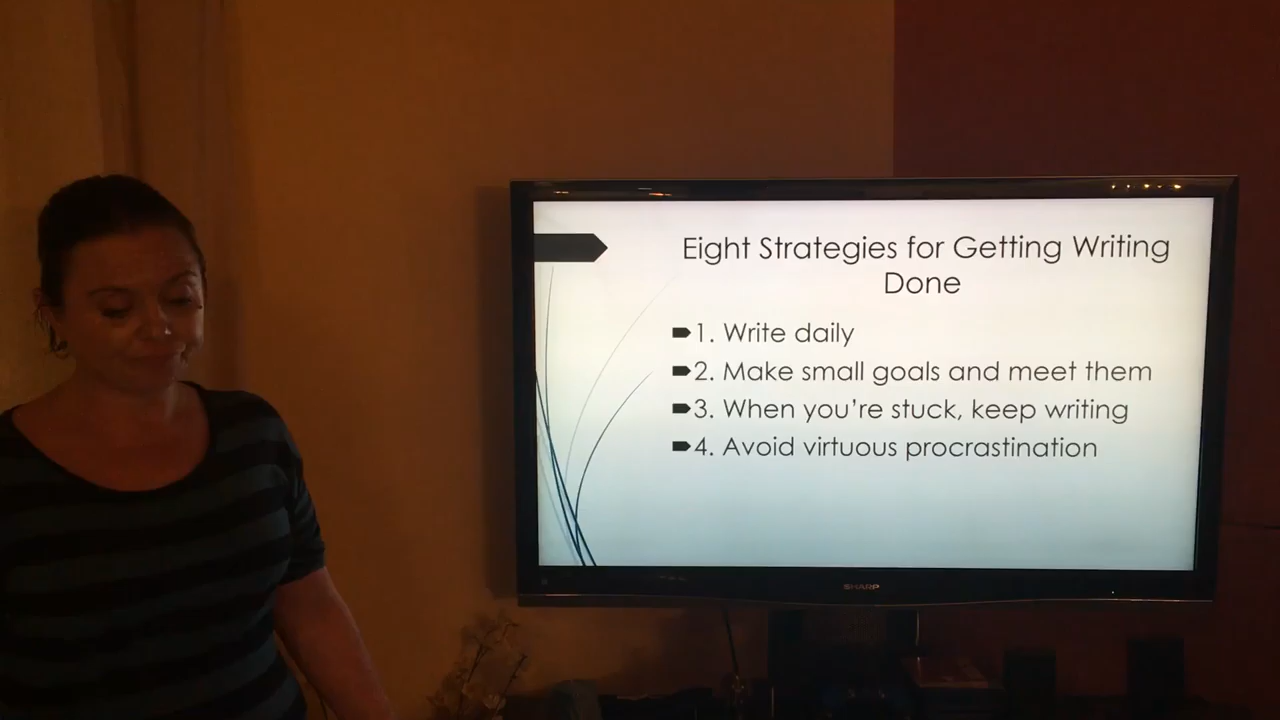 Eight Strategies for Getting Writing
Done
1. Write daily
2. Make small goals and meet them
3. When you're stuck, keep writing
4. Avoid virtuous procrastination
SHARP